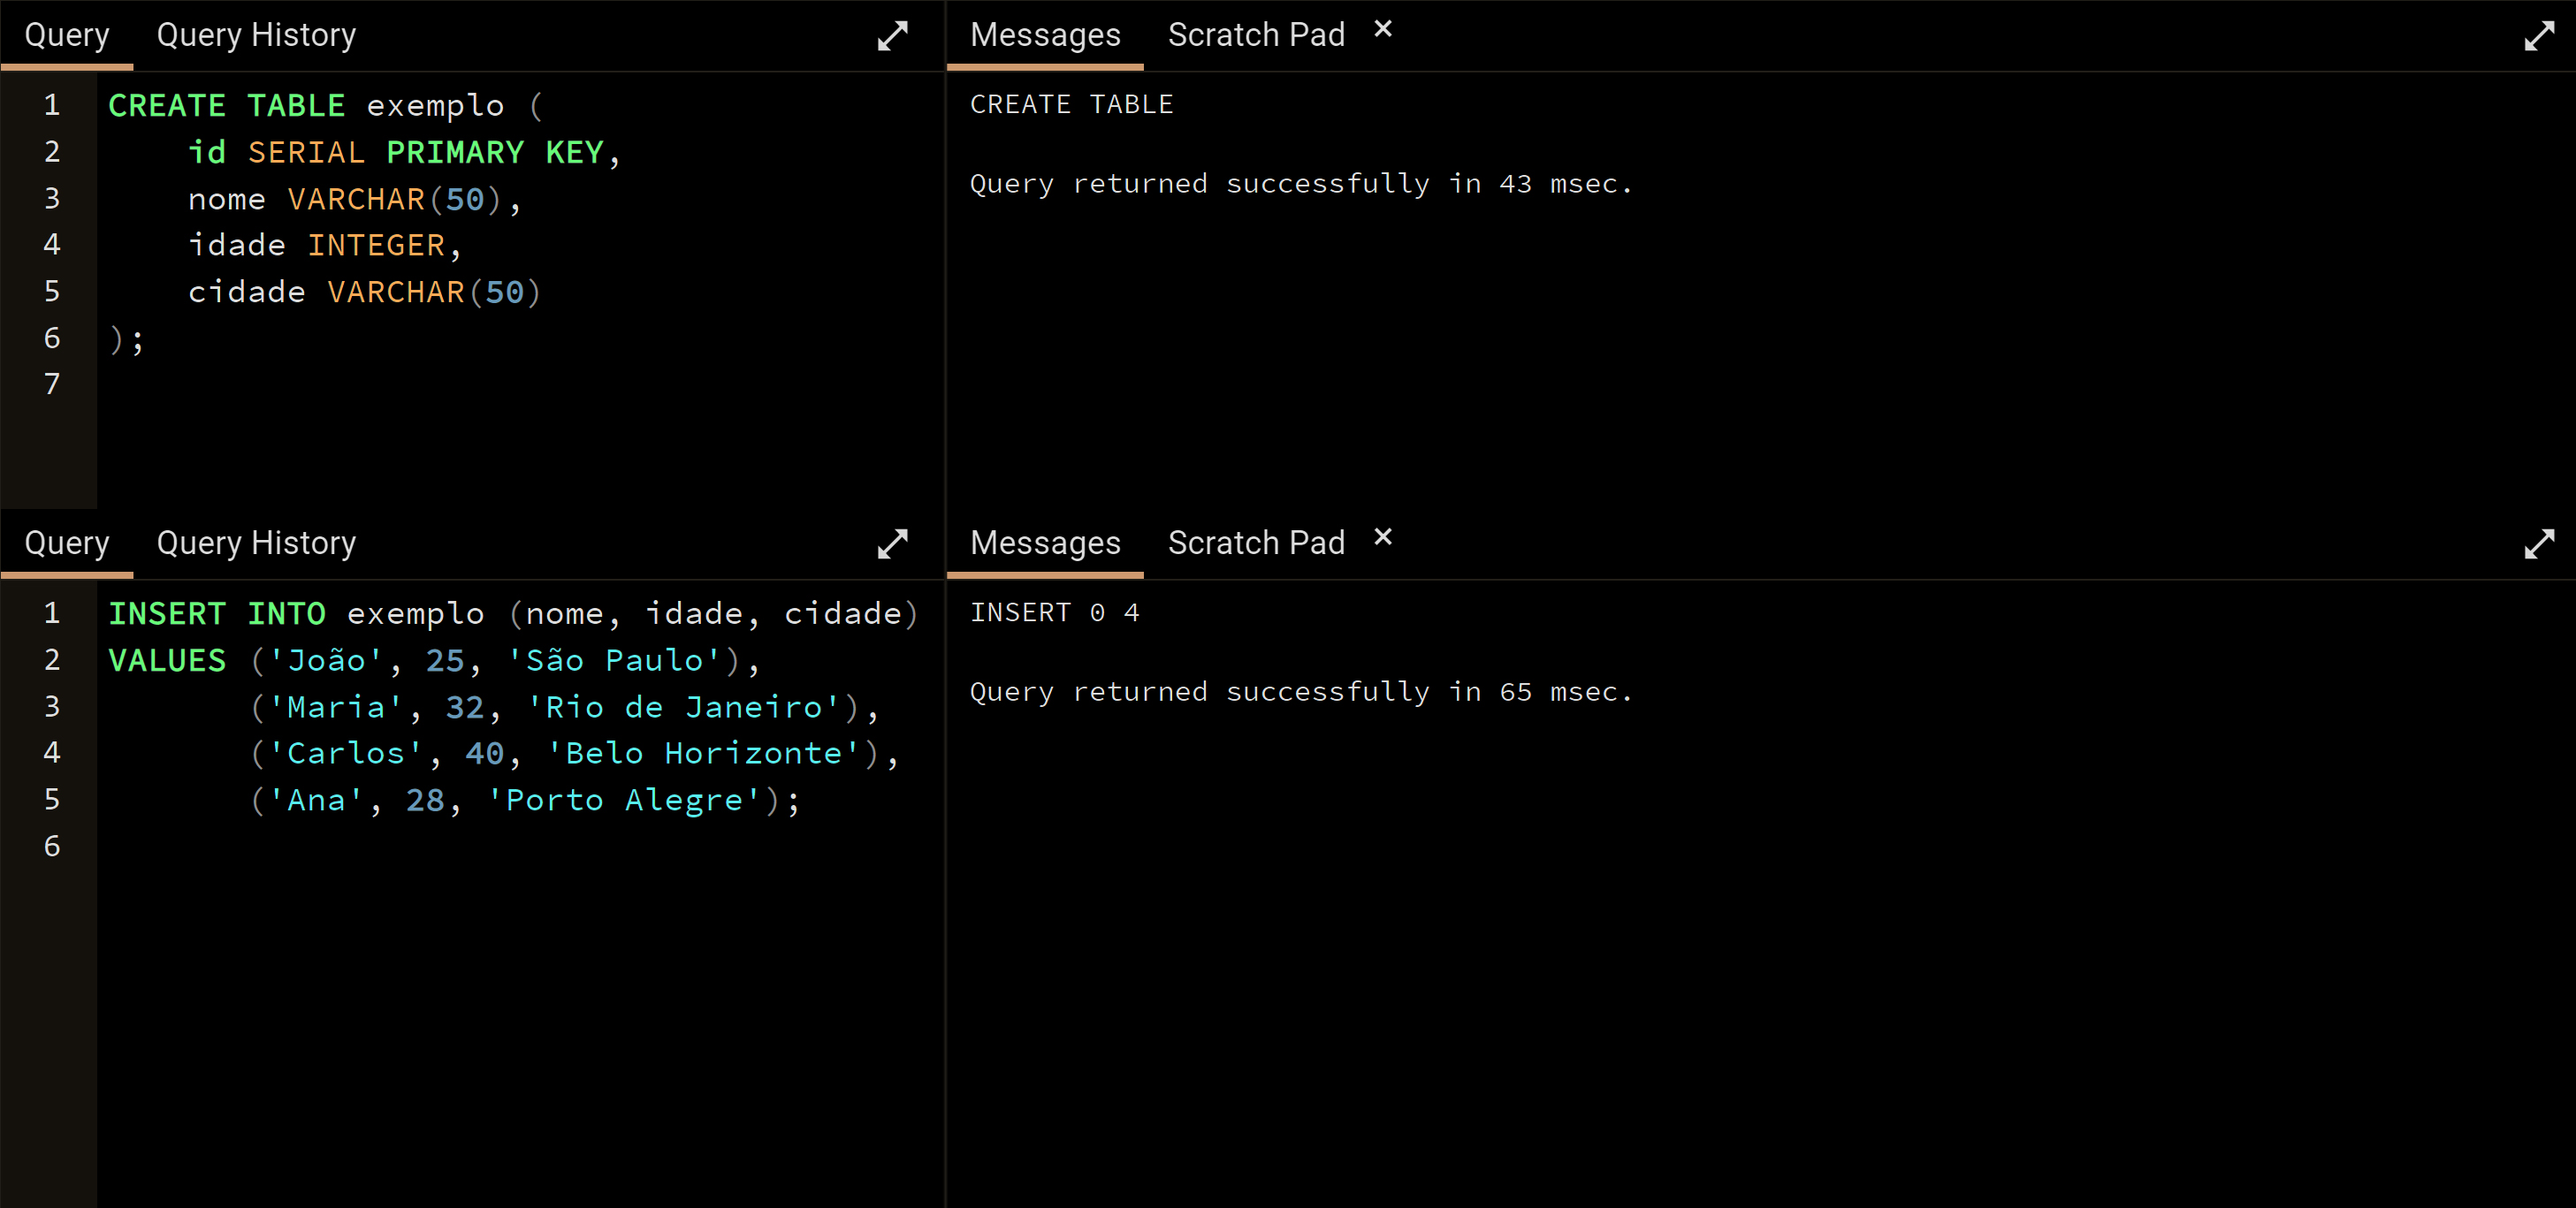 Query Query History
1 CREATE TABLE exemplo (
2 id SERIAL PRIMARY KEY,
3 nome VARCHAR(50),
4 idade INTEGER,
5 cidade VARCHAR(50)
6 );
7
Messages Scratch Pad ×
CREATE TABLE
Query returned successfully in 43 msec.
Query Query History
1 INSERT INTO exemplo (nome, idade, cidade)
2 VALUES ('João', 25, 'São Paulo'),
3 ('Maria', 32, 'Rio de Janeiro'),
4 ('Carlos', 40, 'Belo Horizonte'),
5 ('Ana', 28, 'Porto Alegre');
6
Messages Scratch Pad ×
INSERT 0 4
Query returned successfully in 65 msec.